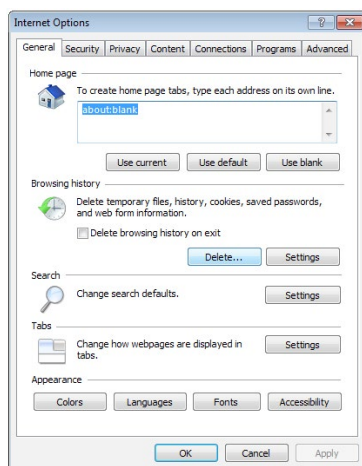 Internet Options
General Security Privacy Content Connections Programs Advanced
Home page
To create home page tabs, type each address on its own line.
about:blank
Use current Use default Use blank
Browsing history
Delete temporary files, history, cookies, saved passwords,
and web form information.
Delete browsing history on exit
Delete... Settings
Search
Change search defaults. Settings
Tabs
Change how webpages are displayed in
tabs.
Settings
Appearance
Colors Languages Fonts Accessibility
OK Cancel Apply